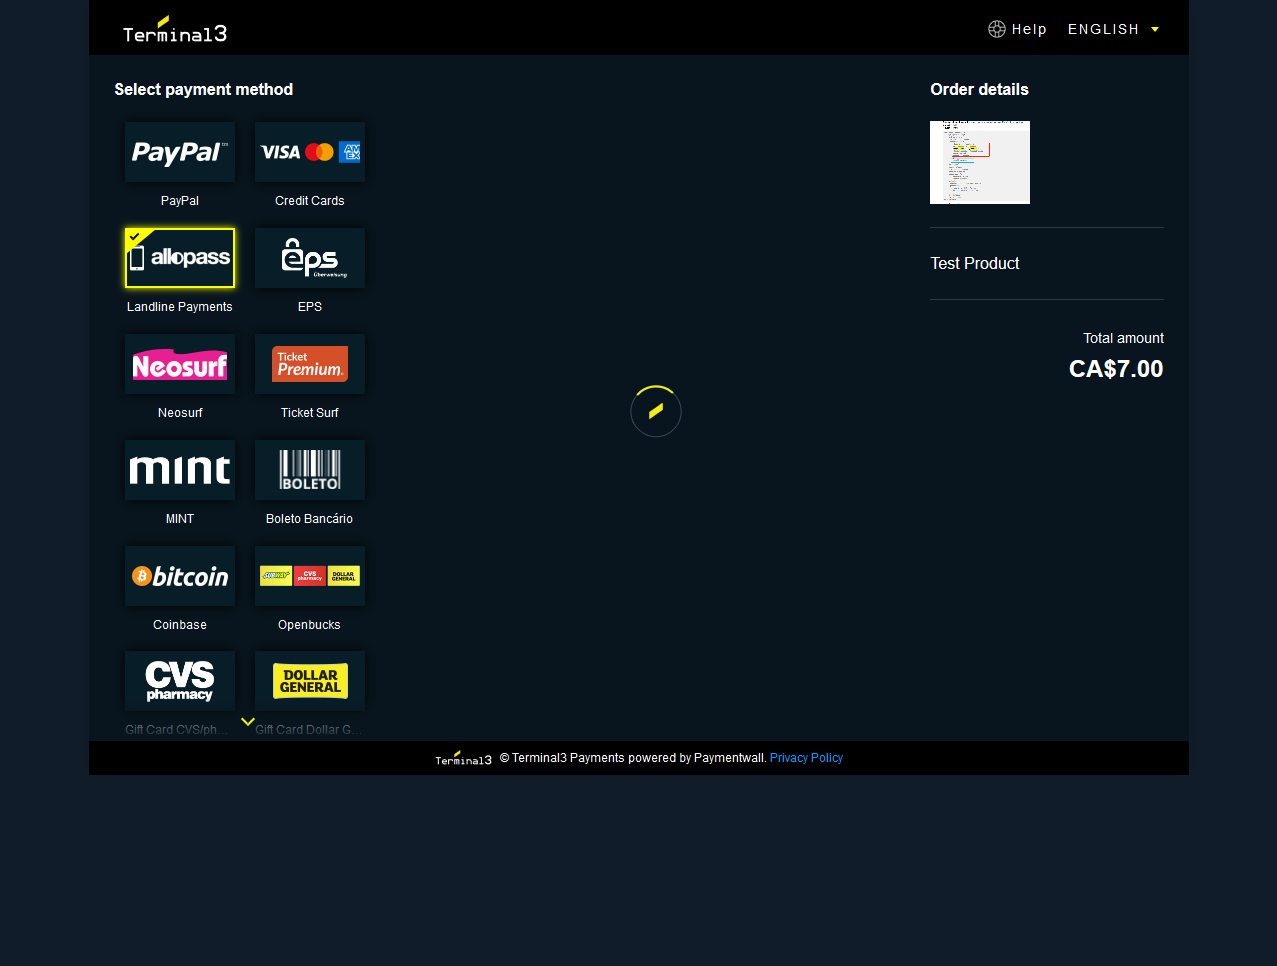 Terminal3
Help
ENGLISH
Select payment method
PayPal™
VISA
AM
EX
PayPal
Credit Cards
allopass
eps
Überweisung
Landline Payments
EPS
Neosurf
Ticket
Premium
Neosurf
Ticket Surf
mint
BOLETO
MINT
Boleto Bancário
bitcoin
SUBWAY
CVS
pharmacy
DOLLAR
GENERAL
Coinbase
Openbucks
CVS
pharmacy
DOLLAR
GENERAL
Gift Card CVS/ph...
Gift Card Dollar G...
Order details
Test Product
Total amount
CA$7.00
Terminal3
© Terminal3 Payments powered by Paymentwall. Privacy Policy